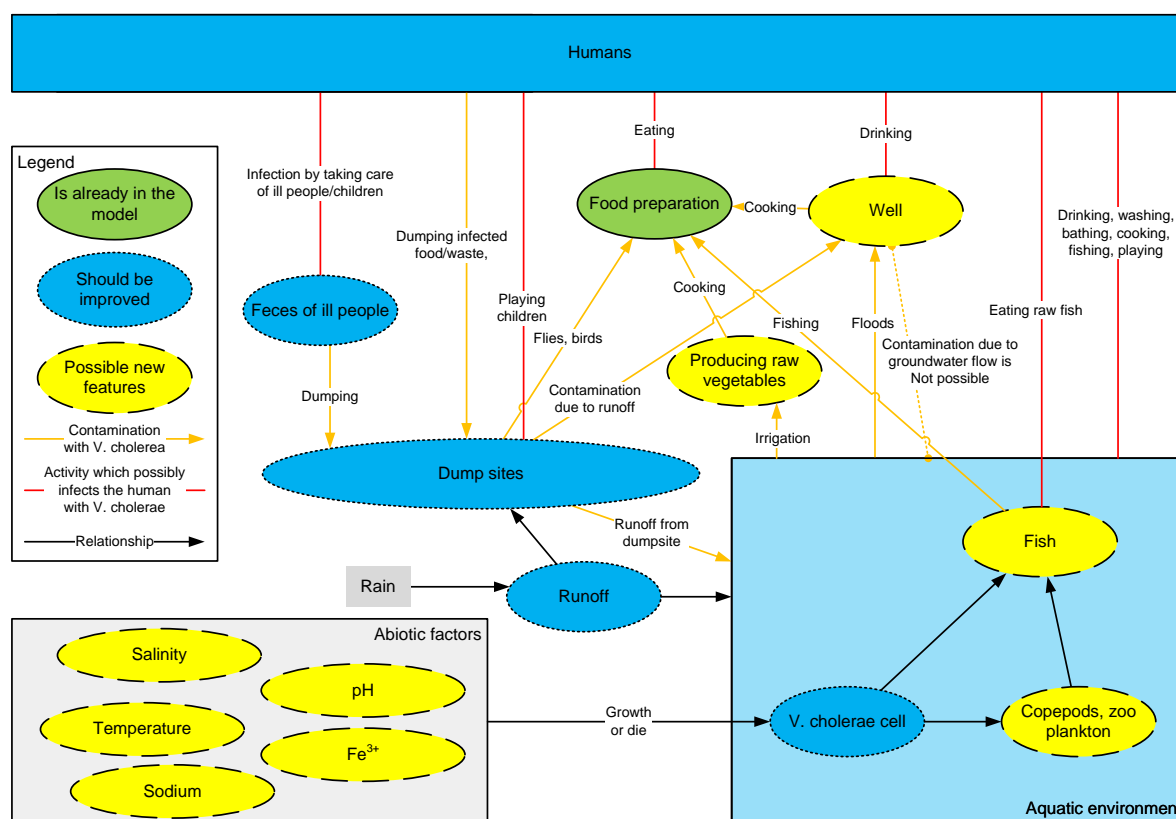 Humans
Legend
Is already in the
model
Should be
improved
Possible new
features
Contamination
with V. cholerea
Activity which possibly
infects the human
with V. cholerae
Relationship
Infection by taking care
of ill people/children
Dumping infected
food/waste,
Playing
children
Eating
Drinking
Food preparation
Cooking
Well
Drinking, washing,
bathing, cooking,
fishing, playing
Feces of ill people
Cooking
Eating raw fish
Flies, birds
Fishing
Floods
Contamination due to
groundwater flow is
Not possible
Producing raw
vegetables
Dumping
Contamination
due to runoff
Irrigation
Dump sites
Runoff from
dumpsite
Fish
Rain
Runoff
Abiotic factors
Salinity
pH
Temperature
Fe³⁺
Sodium
Growth
or die
V. cholerae cell
Copepods, zoo
plankton
Aquatic environment